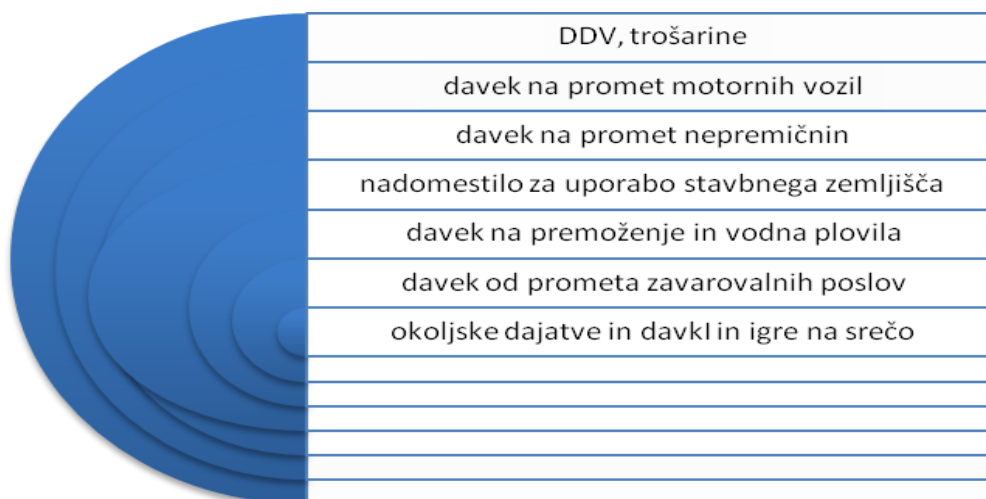 DDV, trošarine
davek na promet motornih vozil
davek na promet nepremičnin
nadomestilo za uporabo stavbnega zemljišča
davek na premoženje in vodna plovila
davek od prometa zavarovalnih poslov
okoljske dajatve in davkI in igre na srečo